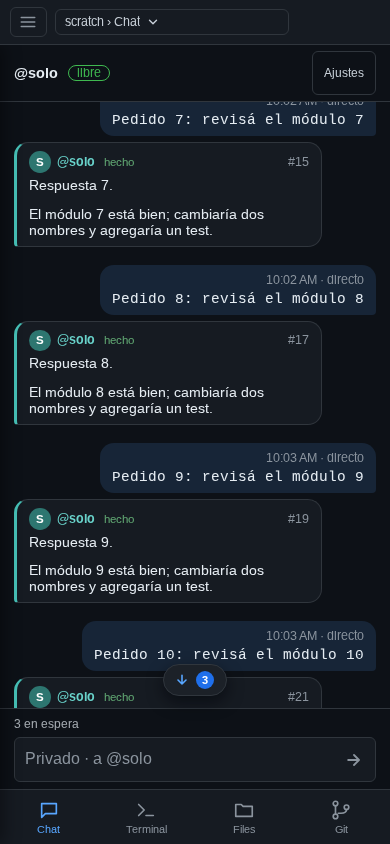 scratch › Chat
@solo libre
Ajustes
10:02 AM · directo
Pedido 7: revisá el módulo 7
S @solo hecho #15
Respuesta 7.
El módulo 7 está bien; cambiaría dos
nombres y agregaría un test.
10:02 AM · directo
Pedido 8: revisá el módulo 8
S @solo hecho #17
Respuesta 8.
El módulo 8 está bien; cambiaría dos
nombres y agregaría un test.
10:03 AM · directo
Pedido 9: revisá el módulo 9
S @solo hecho #19
Respuesta 9.
El módulo 9 está bien; cambiaría dos
nombres y agregaría un test.
10:03 AM · directo
Pedido 10: revisá el módulo 10
3
S @solo hecho #21
3 en espera
Privado · a @solo
Chat Terminal Files Git